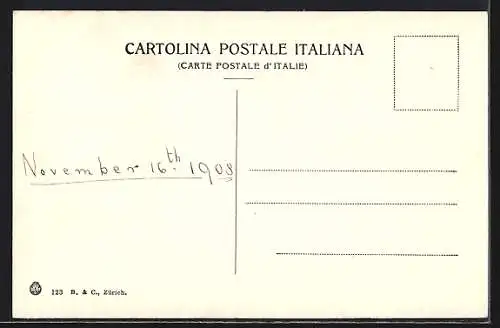 CARTOLINA POSTALE ITALIANA
(CARTE POSTALE d'ITALIE)
November 16th. 1908
123 B. & C., Zürich.